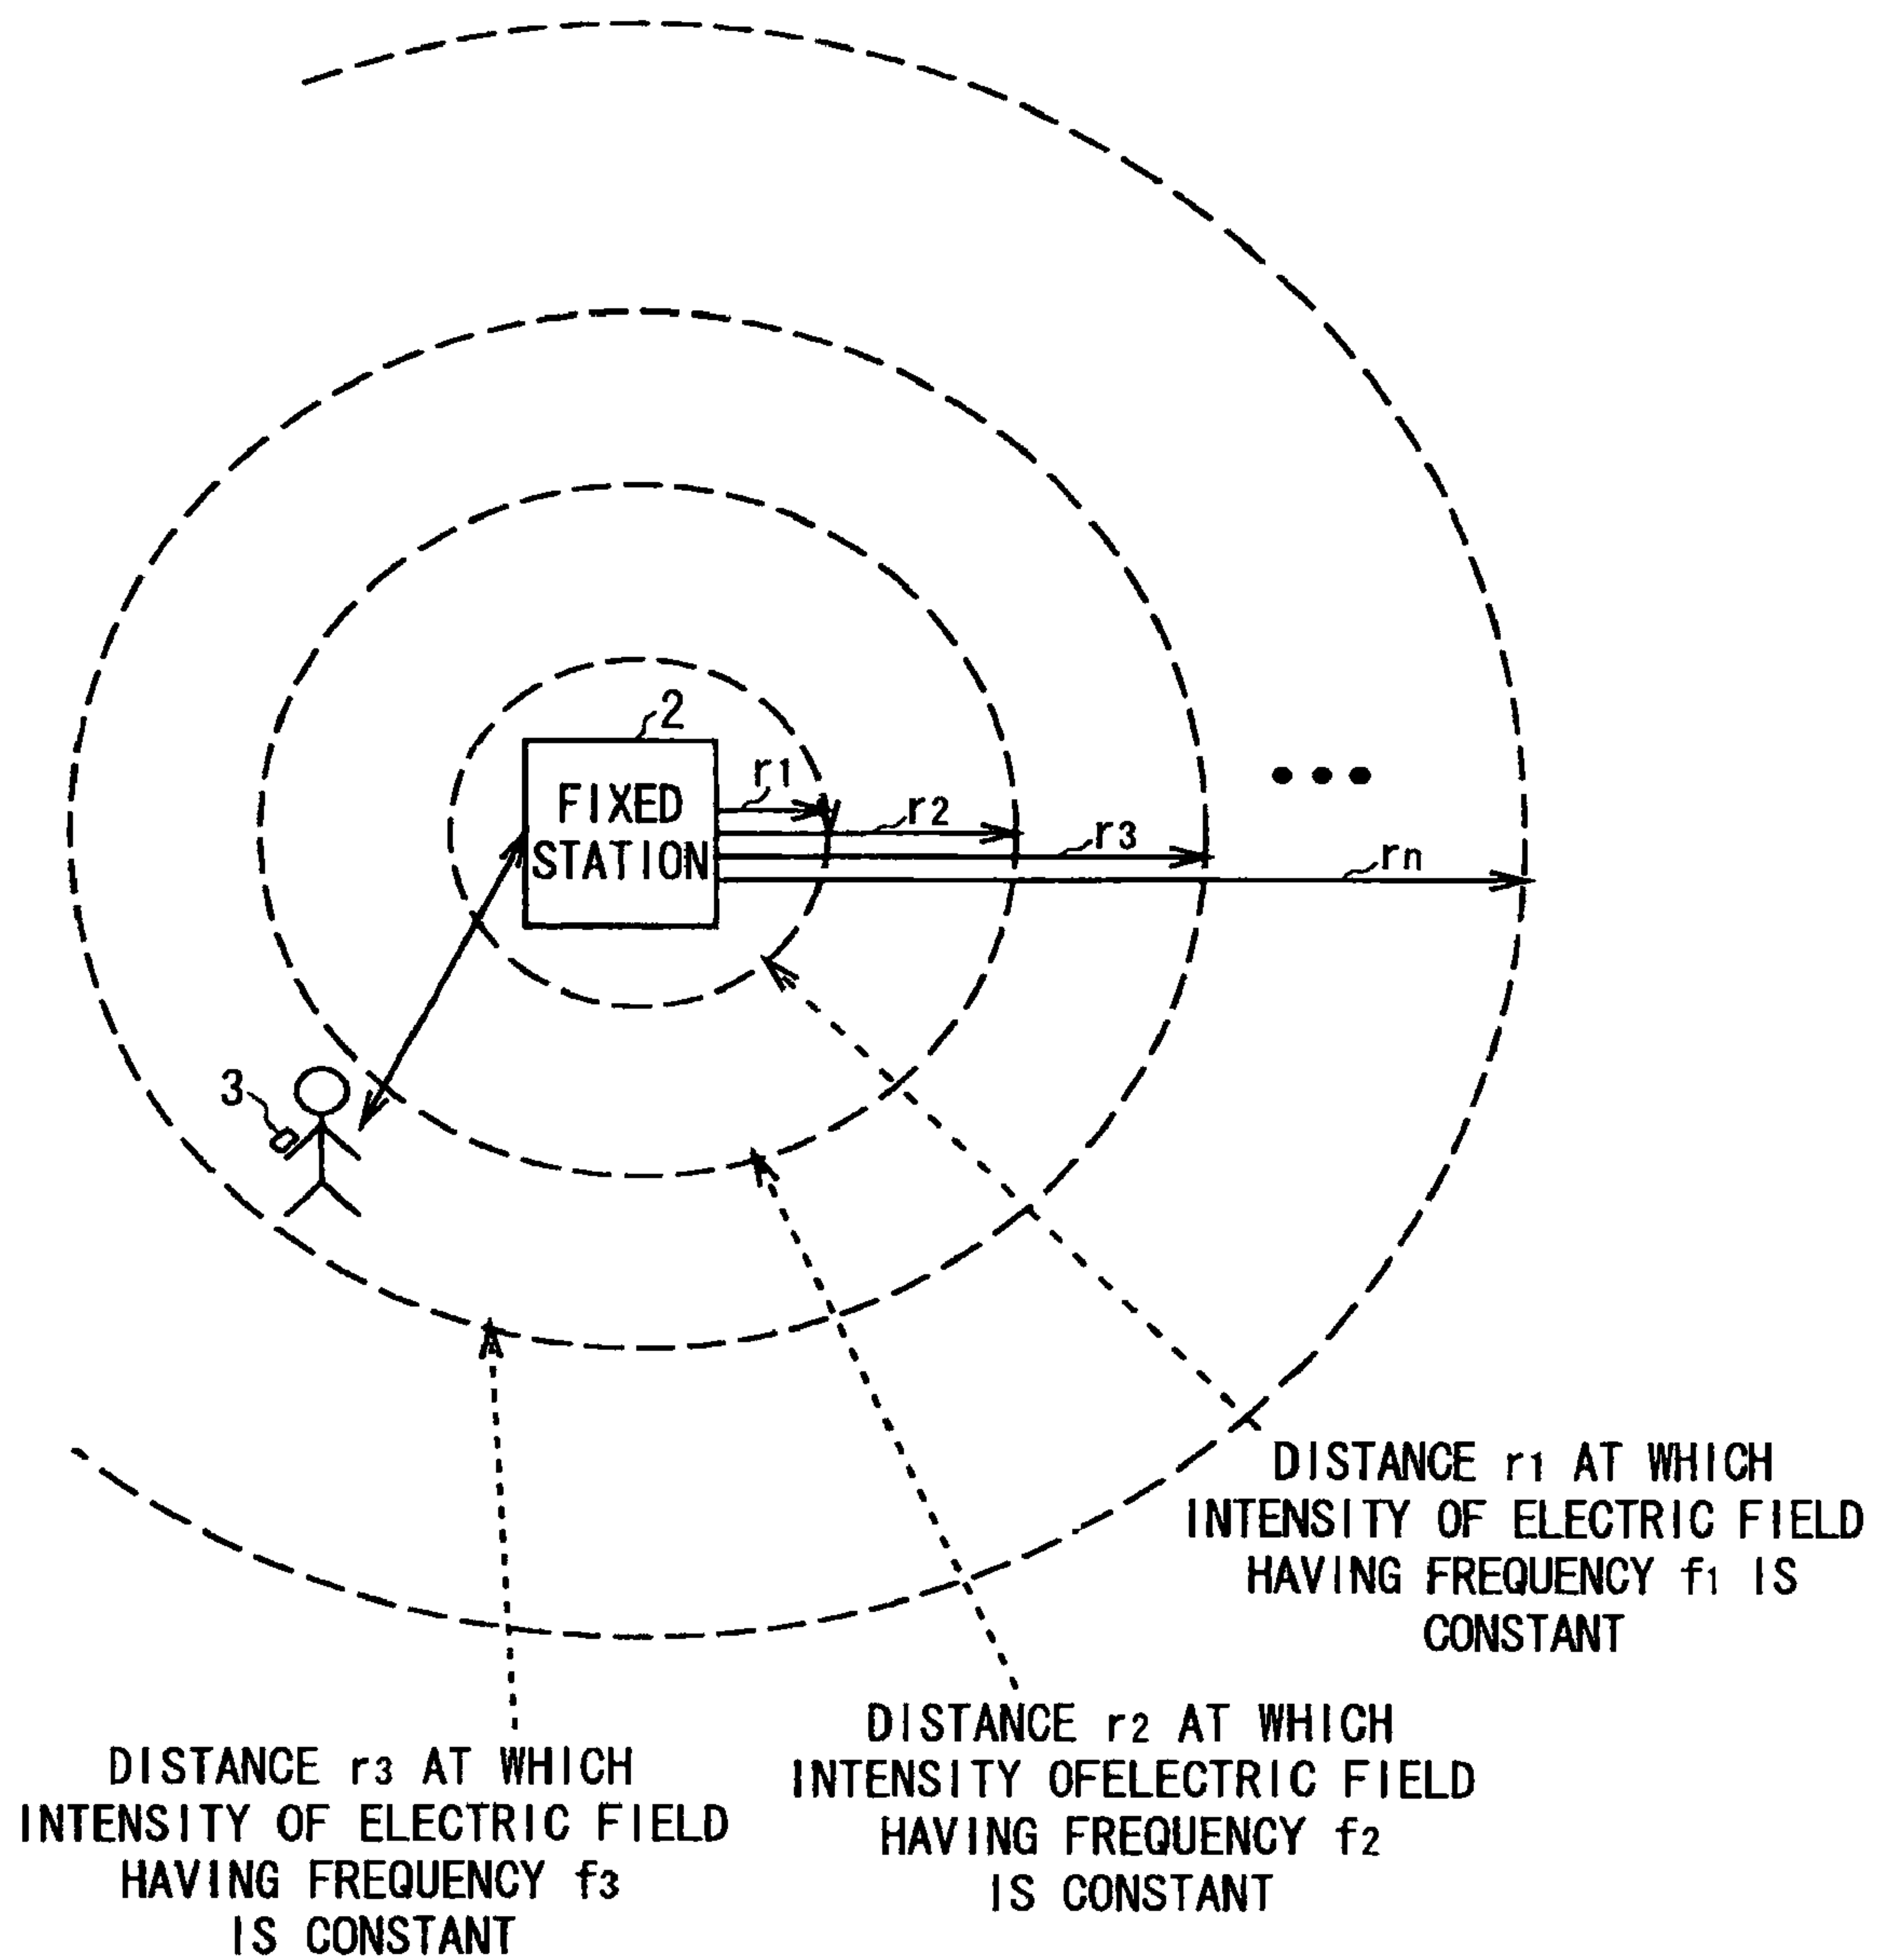 2
FIXED
STATION
r1
r2
r3
rn
3
DISTANCE r1 AT WHICH
INTENSITY OF ELECTRIC FIELD
HAVING FREQUENCY f1 IS
CONSTANT
DISTANCE r2 AT WHICH
INTENSITY OFELECTRIC FIELD
HAVING FREQUENCY f2
IS CONSTANT
DISTANCE r3 AT WHICH
INTENSITY OF ELECTRIC FIELD
HAVING FREQUENCY f3
IS CONSTANT